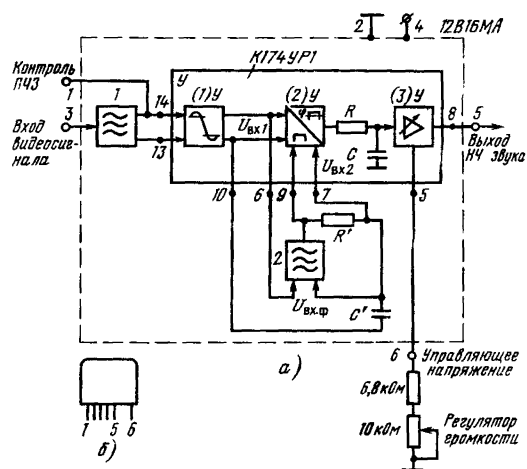 2
4
12В16МА
К174УР1
Контроль
ПЧЗ
1
У
1
14
(1)У
(2)У
(3)У
φ
Uвх1
R
8
5
3
Вход
видеосиг-
нала
13
C
Выход
НЧ звука
Uвх2
10
6
9
7
5
R'
2
Uвх.ф
C'
а)
6
Управляющее
напряжение
6,8кОм
10кОм
Регулятор
громкости
1
5
6
б)